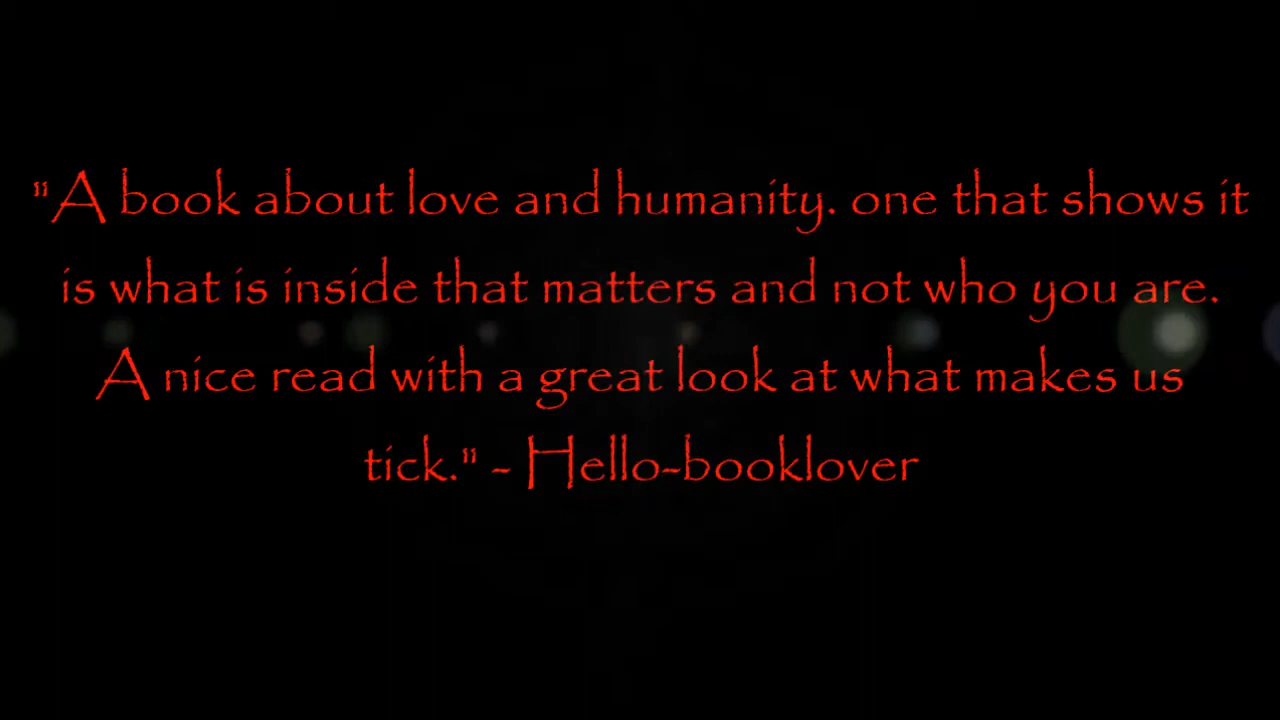 "A book about love and humanity. one that shows it
is what is inside that matters and not who you are.
A nice read with a great look at what makes us
tick." - Hello-booklover